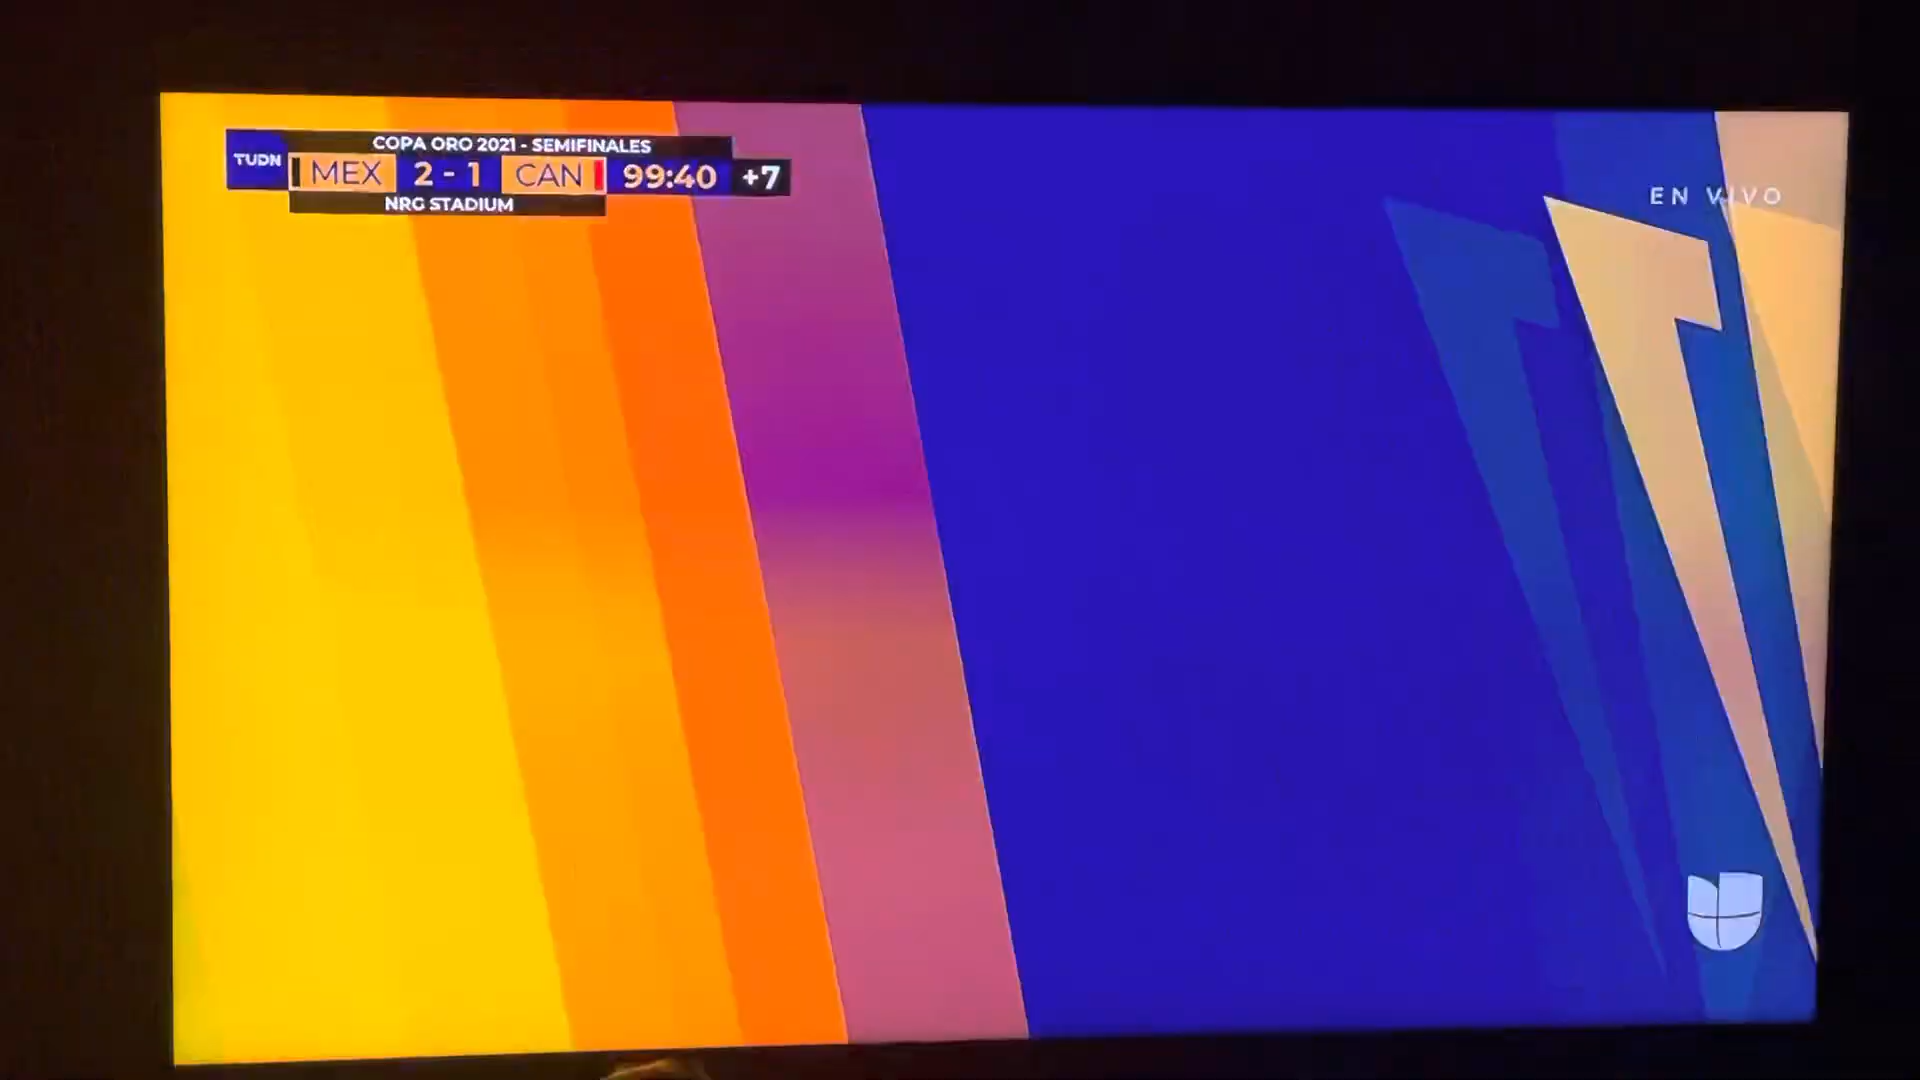 COPA ORO 2021 - SEMIFINALES
TUDN MEX 2 - 1 CAN 99:40 +7
NRG STADIUM
EN VIVO